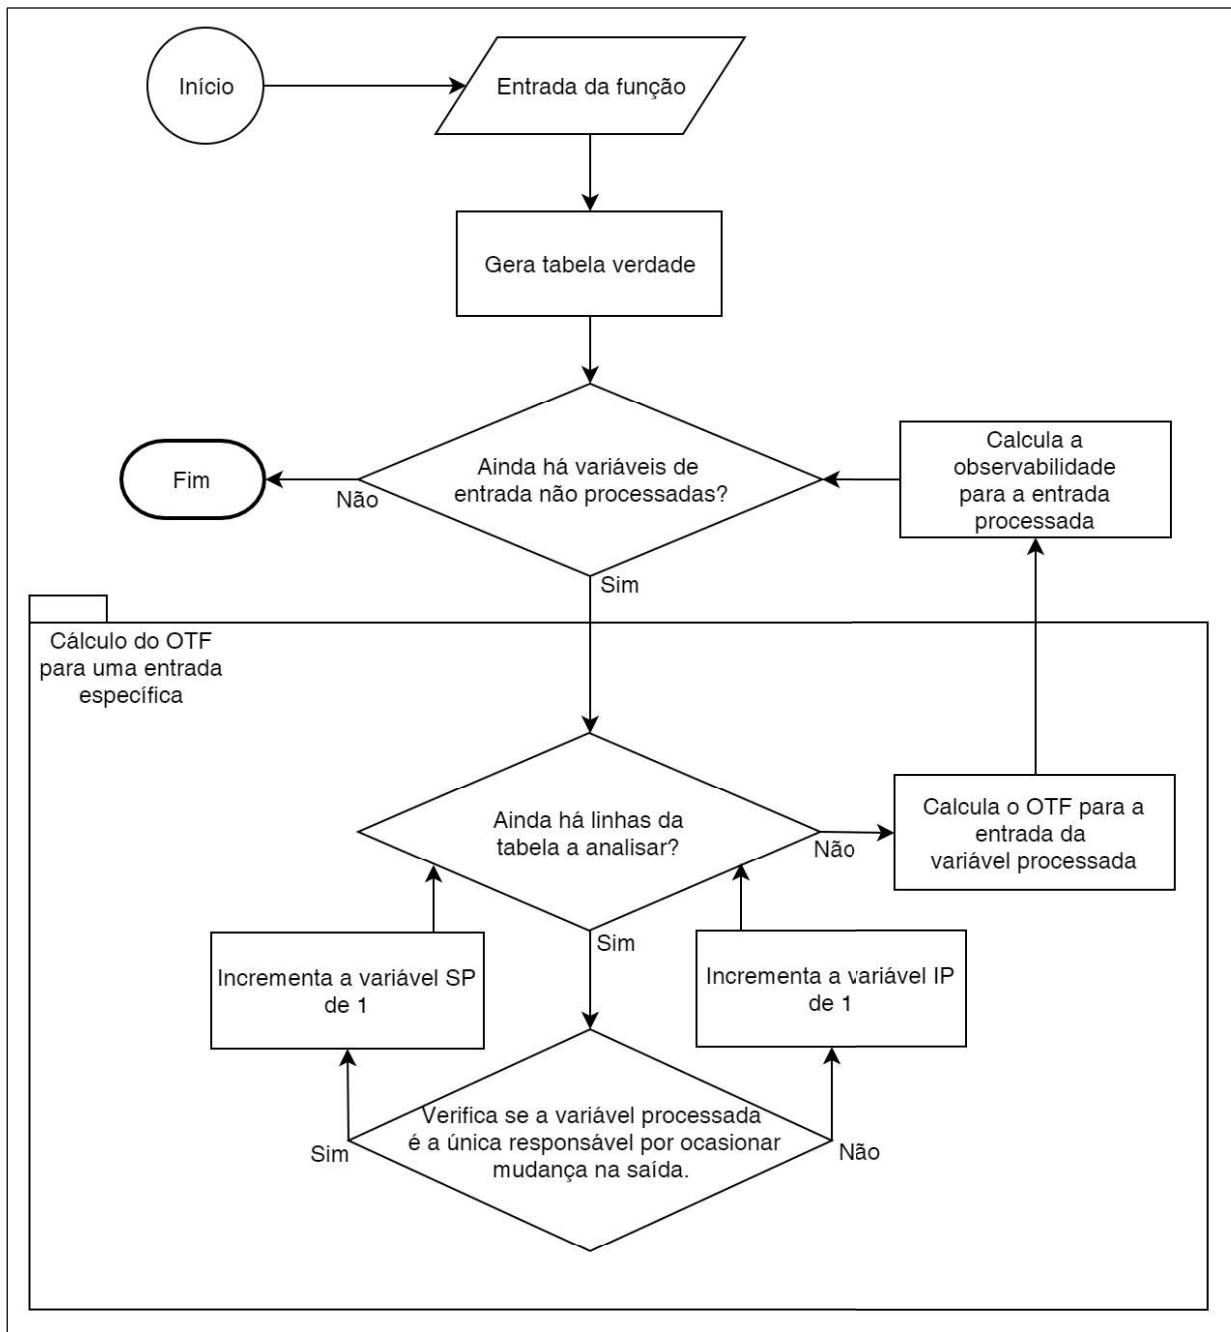 Início
Entrada da função
Gera tabela verdade
Ainda há variáveis de
entrada não processadas?
Não
Fim
Calcula a
observabilidade
para a entrada
processada
Sim
Cálculo do OTF
para uma entrada
específica
Ainda há linhas da
tabela a analisar?
Não
Calcula o OTF para a
entrada da
variável processada
Sim
Incrementa a variável SP
de 1
Incrementa a variável IP
de 1
Verifica se a variável processada
é a única responsável por ocasionar
mudança na saída.
Sim
Não